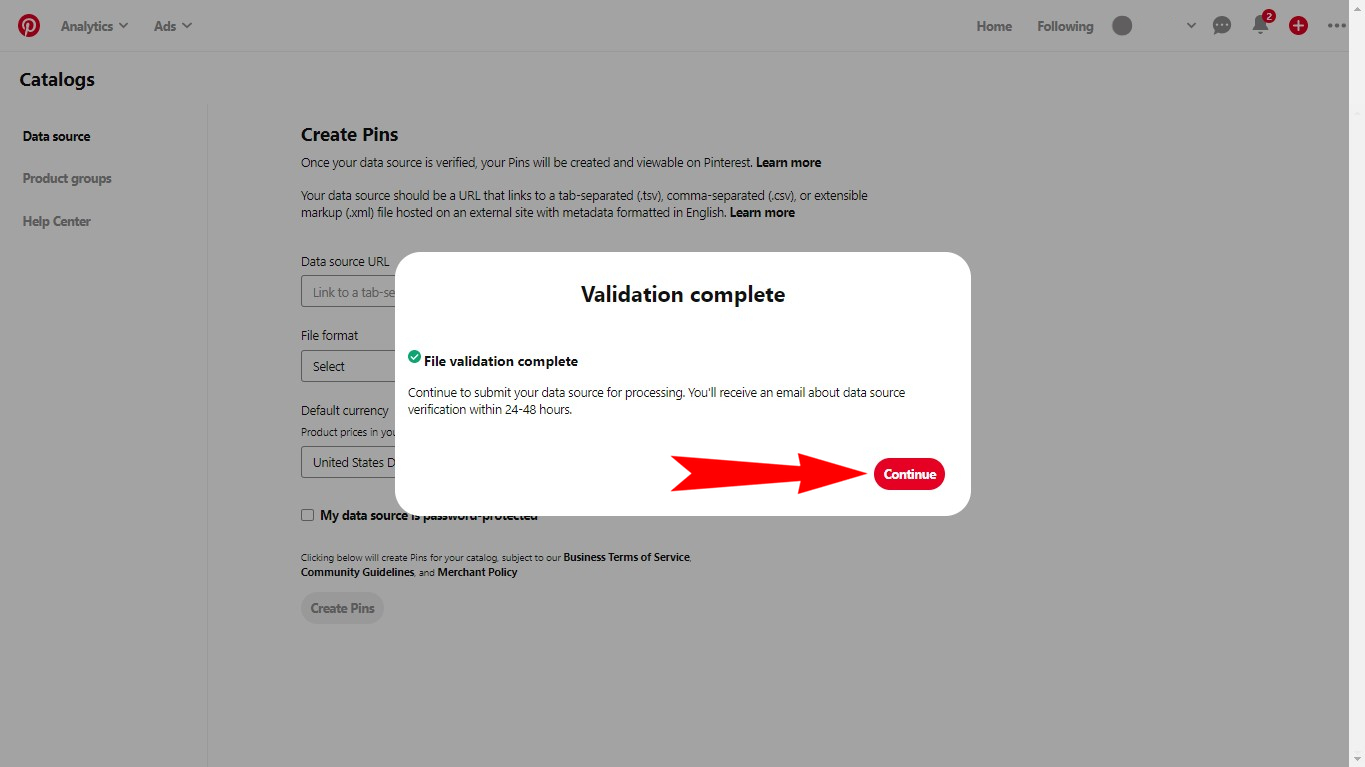 Analytics
Ads
Home
Following
2
Catalogs
Data source
Product groups
Help Center
Create Pins
Once your data source is verified, your Pins will be created and viewable on Pinterest. Learn more
Your data source should be a URL that links to a tab-separated (.tsv), comma-separated (.csv), or extensible
markup (.xml) file hosted on an external site with metadata formatted in English. Learn more
Data source URL
Link to a tab-se
File format
Select
Default currency
Product prices in you
United States D
Validation complete
File validation complete
Continue to submit your data source for processing. You'll receive an email about data source
verification within 24-48 hours.
Continue
My data source is password-protected
Clicking below will create Pins for your catalog, subject to our Business Terms of Service,
Community Guidelines, and Merchant Policy
Create Pins